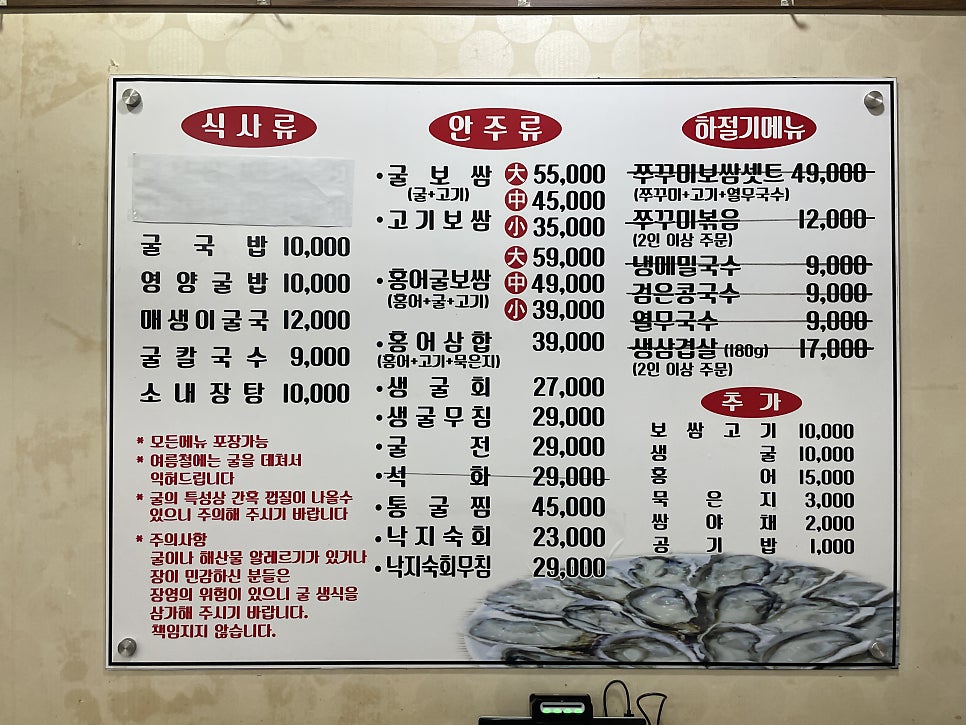 식사류
굴국밥 10,000
영양굴밥 10,000
매생이굴국 12,000
굴칼국수 9,000
소내장탕 10,000
* 모든메뉴 포장가능
* 여름철에는 굴을 데쳐서
익혀드립니다
* 굴의 특성상 간혹 껍질이 나올수
있으니 주의해 주시기 바랍니다
* 주의사항
굴이나 해산물 알레르기가 있거나
장이 민감하신 분들은
장염의 위험이 있으니 굴 생식을
삼가해 주시기 바랍니다.
책임지지 않습니다.
안주류
•굴보쌈 大 55,000
(굴+고기)
中 45,000
•고기보쌈 小 35,000
大 59,000
•홍어굴보쌈 中 49,000
(홍어+굴+고기)
小 39,000
•홍어삼합 39,000
(홍어+고기+묵은지)
•생굴회 27,000
•생굴무침 29,000
•굴전 29,000
•석화 29,000
•통굴찜 45,000
•낙지숙회 23,000
•낙지숙회무침 29,000
하절기메뉴
쭈꾸미보쌈셋트 49,000
(쭈꾸미+고기+열무국수)
쭈꾸미볶음 12,000
(2인 이상 주문)
냉메밀국수 9,000
검은콩국수 9,000
열무국수 9,000
생삼겹살 (180g) 17,000
(2인 이상 주문)
추가
보쌈고기 10,000
생굴 10,000
홍어 15,000
묵은지 3,000
쌈야채 2,000
공기밥 1,000